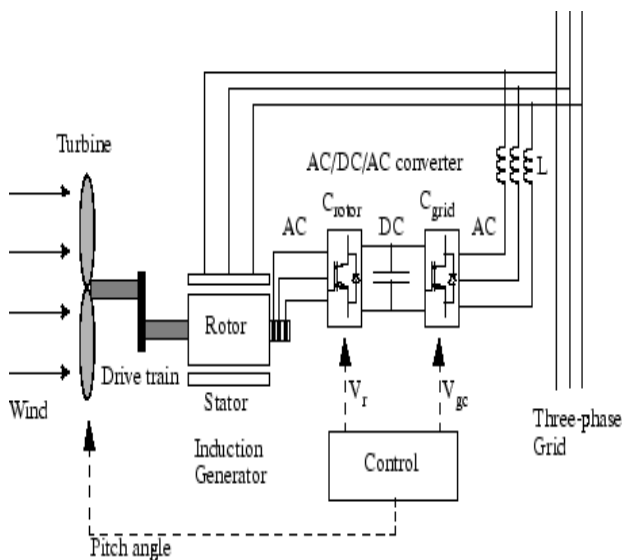 Turbine
AC/DC/AC converter
L
C_rotor
C_grid
AC
DC
AC
Rotor
Drive train
Stator
Wind
V_r
V_gc
Three-phase
Grid
Induction
Generator
Control
Pitch angle